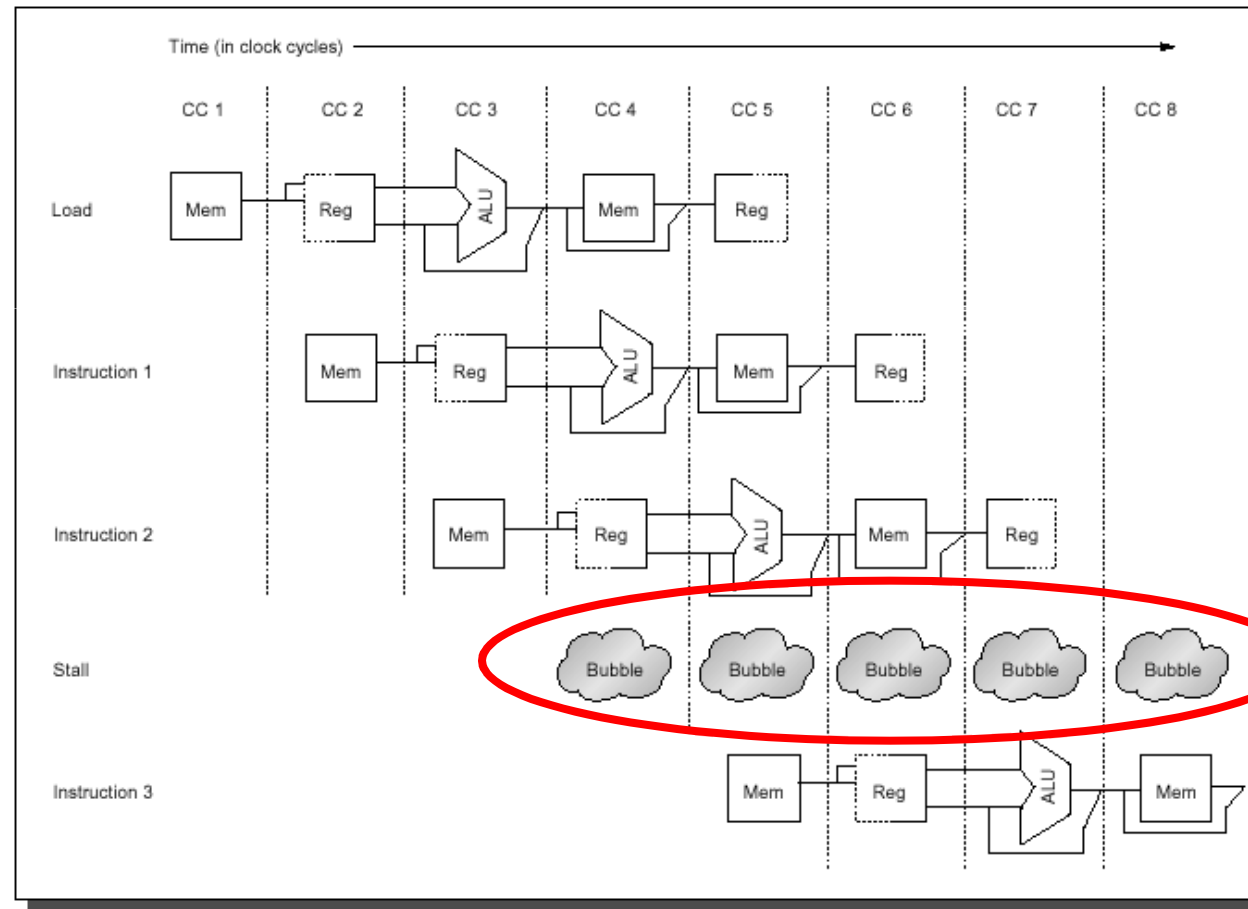 Time (in clock cycles)
CC 1 CC 2 CC 3 CC 4 CC 5 CC 6 CC 7 CC 8
Load Mem Reg ALU Mem Reg
Instruction 1 Mem Reg ALU Mem Reg
Instruction 2 Mem Reg ALU Mem Reg
Stall Bubble Bubble Bubble Bubble Bubble
Instruction 3 Mem Reg ALU Mem